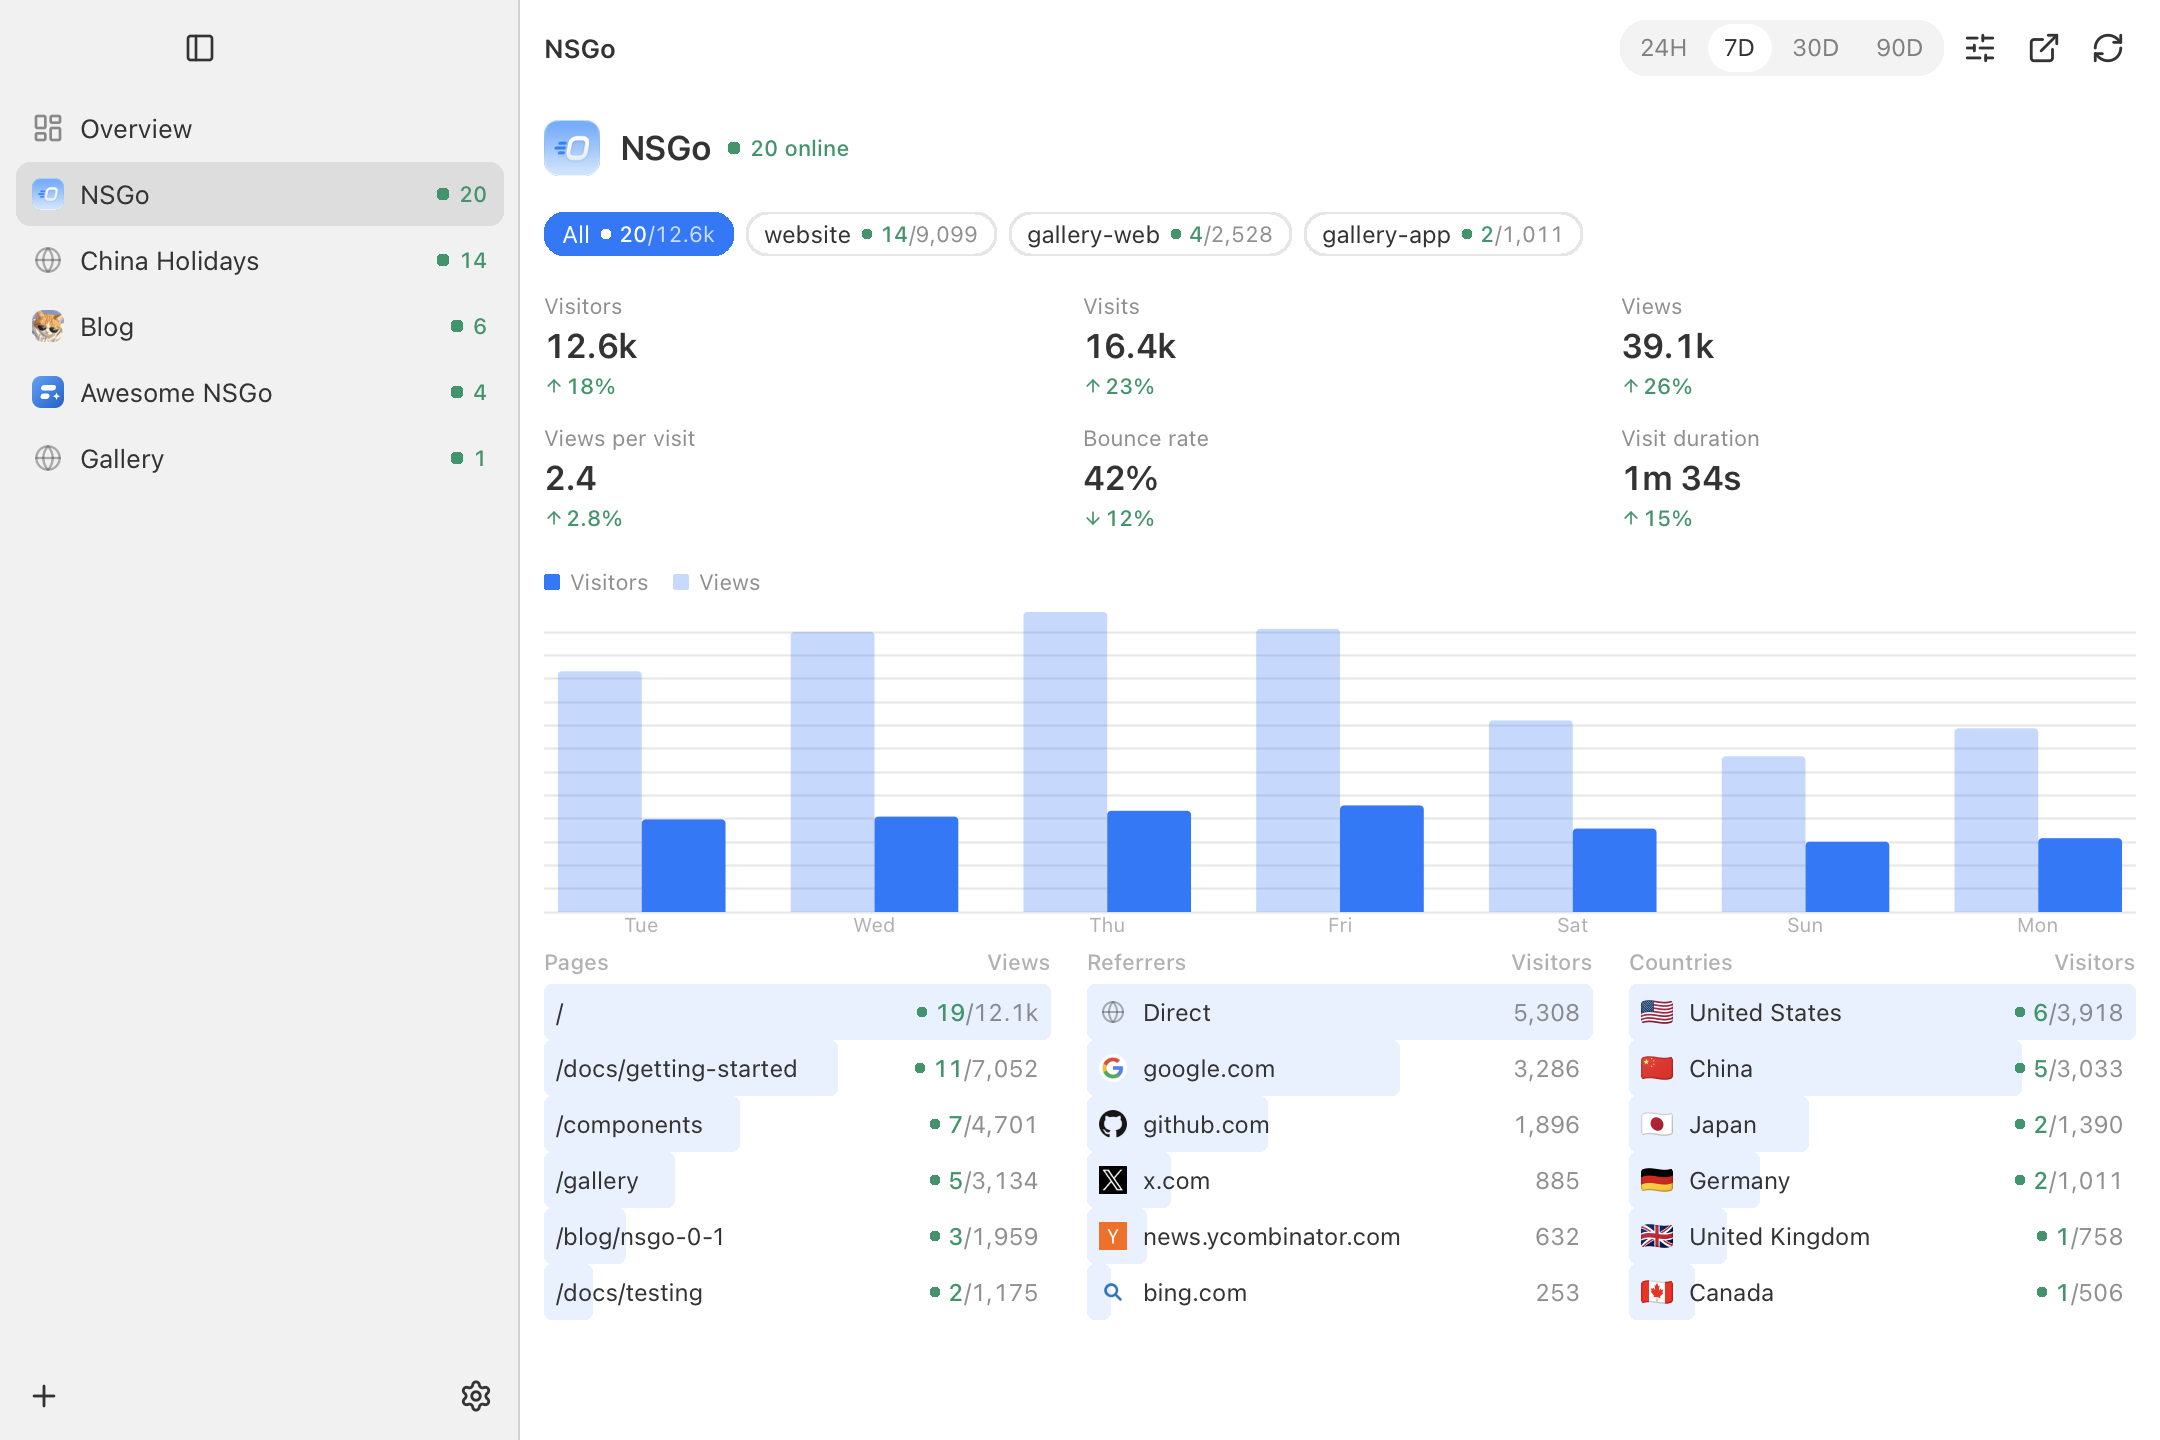 NSGo
24H 7D 30D 90D
Overview
NSGo 20
China Holidays 14
Blog 6
Awesome NSGo 4
Gallery 1
NSGo 20 online
All 20/12.6k website 14/9,099 gallery-web 4/2,528 gallery-app 2/1,011
Visitors Visits Views
12.6k 16.4k 39.1k
↑18% ↑23% ↑26%
Views per visit Bounce rate Visit duration
2.4 42% 1m 34s
↑2.8% ↓12% ↑15%
Visitors Views
Tue Wed Thu Fri Sat Sun Mon
Pages Views
/ 19/12.1k
/docs/getting-started 11/7,052
/components 7/4,701
/gallery 5/3,134
/blog/nsgo-0-1 3/1,959
/docs/testing 2/1,175
Referrers Visitors
Direct 5,308
google.com 3,286
github.com 1,896
x.com 885
news.ycombinator.com 632
bing.com 253
Countries Visitors
United States 6/3,918
China 5/3,033
Japan 2/1,390
Germany 2/1,011
United Kingdom 1/758
Canada 1/506